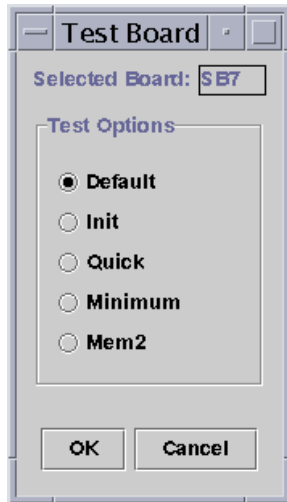 Test Board
Selected Board: SB7
Test Options
Default
Init
Quick
Minimum
Mem2
OK Cancel